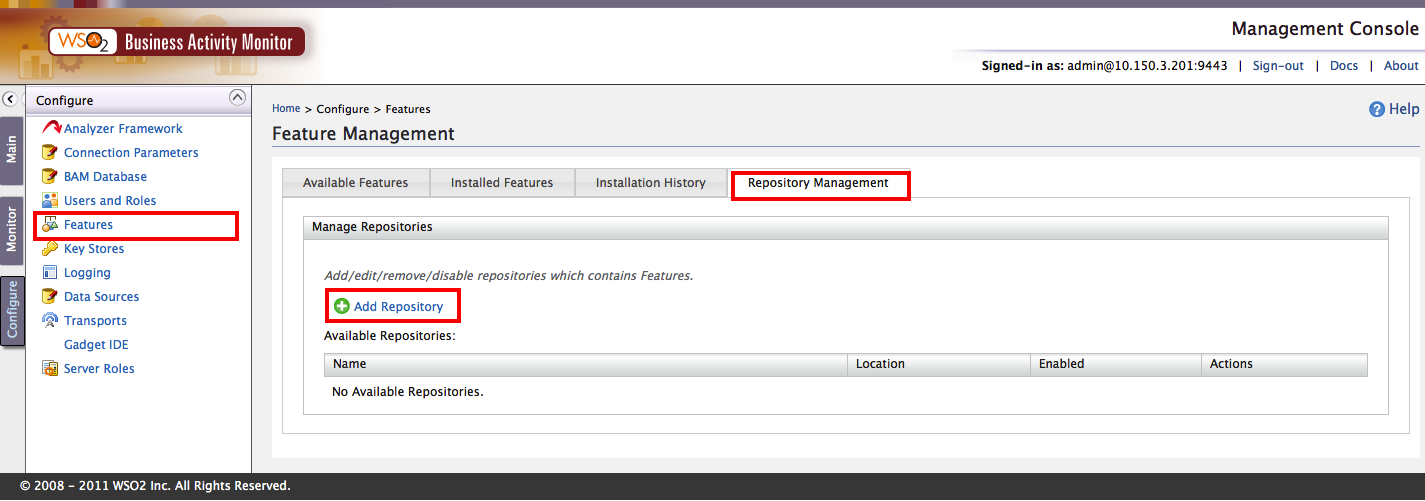 WSO2 Business Activity Monitor
Management Console
Signed-in as: admin@10.150.3.201:9443 | Sign-out | Docs | About
Main
Monitor
Configure
Configure
Analyzer Framework
Connection Parameters
BAM Database
Users and Roles
Features
Key Stores
Logging
Data Sources
Transports
Gadget IDE
Server Roles
Home > Configure > Features
Help
Feature Management
Available Features Installed Features Installation History Repository Management
Manage Repositories
Add/edit/remove/disable repositories which contains Features.
Add Repository
Available Repositories:
Name Location Enabled Actions
No Available Repositories.
© 2008 - 2011 WSO2 Inc. All Rights Reserved.